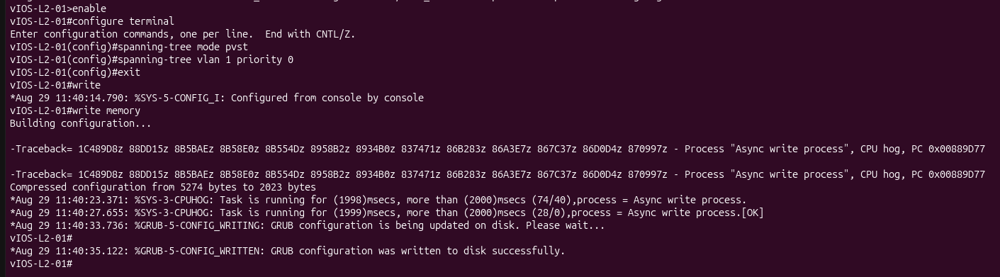 vIOS-L2-01>enable
vIOS-L2-01#configure terminal
Enter configuration commands, one per line.  End with CNTL/Z.
vIOS-L2-01(config)#spanning-tree mode pvst
vIOS-L2-01(config)#spanning-tree vlan 1 priority 0
vIOS-L2-01(config)#exit
vIOS-L2-01#write
*Aug 29 11:40:14.790: %SYS-5-CONFIG_I: Configured from console by console
vIOS-L2-01#write memory
Building configuration...
-Traceback= 1C489D8z 88DD15z 8B5BAEz 8B58E0z 8B554Dz 8958B2z 8934B0z 837471z 86B283z 86A3E7z 867C37z 86D0D4z 870997z - Process "Async write process", CPU hog, PC 0x00889D77
-Traceback= 1C489D8z 88DD15z 8B5BAEz 8B58E0z 8B554Dz 8958B2z 8934B0z 837471z 86B283z 86A3E7z 867C37z 86D0D4z 870997z - Process "Async write process", CPU hog, PC 0x00889D77
Compressed configuration from 5274 bytes to 2023 bytes
*Aug 29 11:40:23.371: %SYS-3-CPUHOG: Task is running for (1998)msecs, more than (2000)msecs (74/40),process = Async write process.
*Aug 29 11:40:27.655: %SYS-3-CPUHOG: Task is running for (1999)msecs, more than (2000)msecs (28/0),process = Async write process.[OK]
*Aug 29 11:40:33.736: %GRUB-5-CONFIG_WRITING: GRUB configuration is being updated on disk. Please wait...
vIOS-L2-01#
*Aug 29 11:40:35.122: %GRUB-5-CONFIG_WRITTEN: GRUB configuration was written to disk successfully.
vIOS-L2-01#